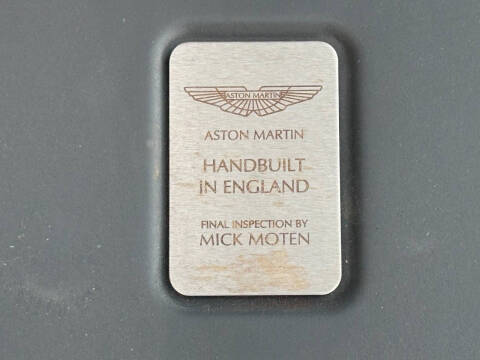 ASTON MARTIN
ASTON MARTIN
HANDBUILT
IN ENGLAND
FINAL INSPECTION BY
MICK MOTEN